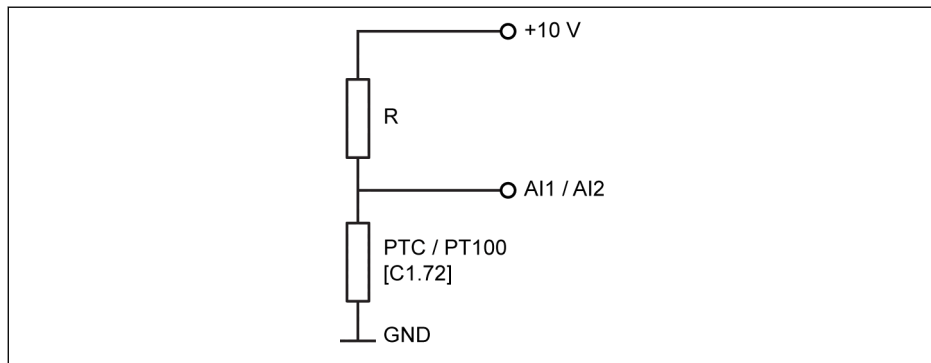 +10 V
R
AI1 / AI2
PTC / PT100
[C1.72]
GND